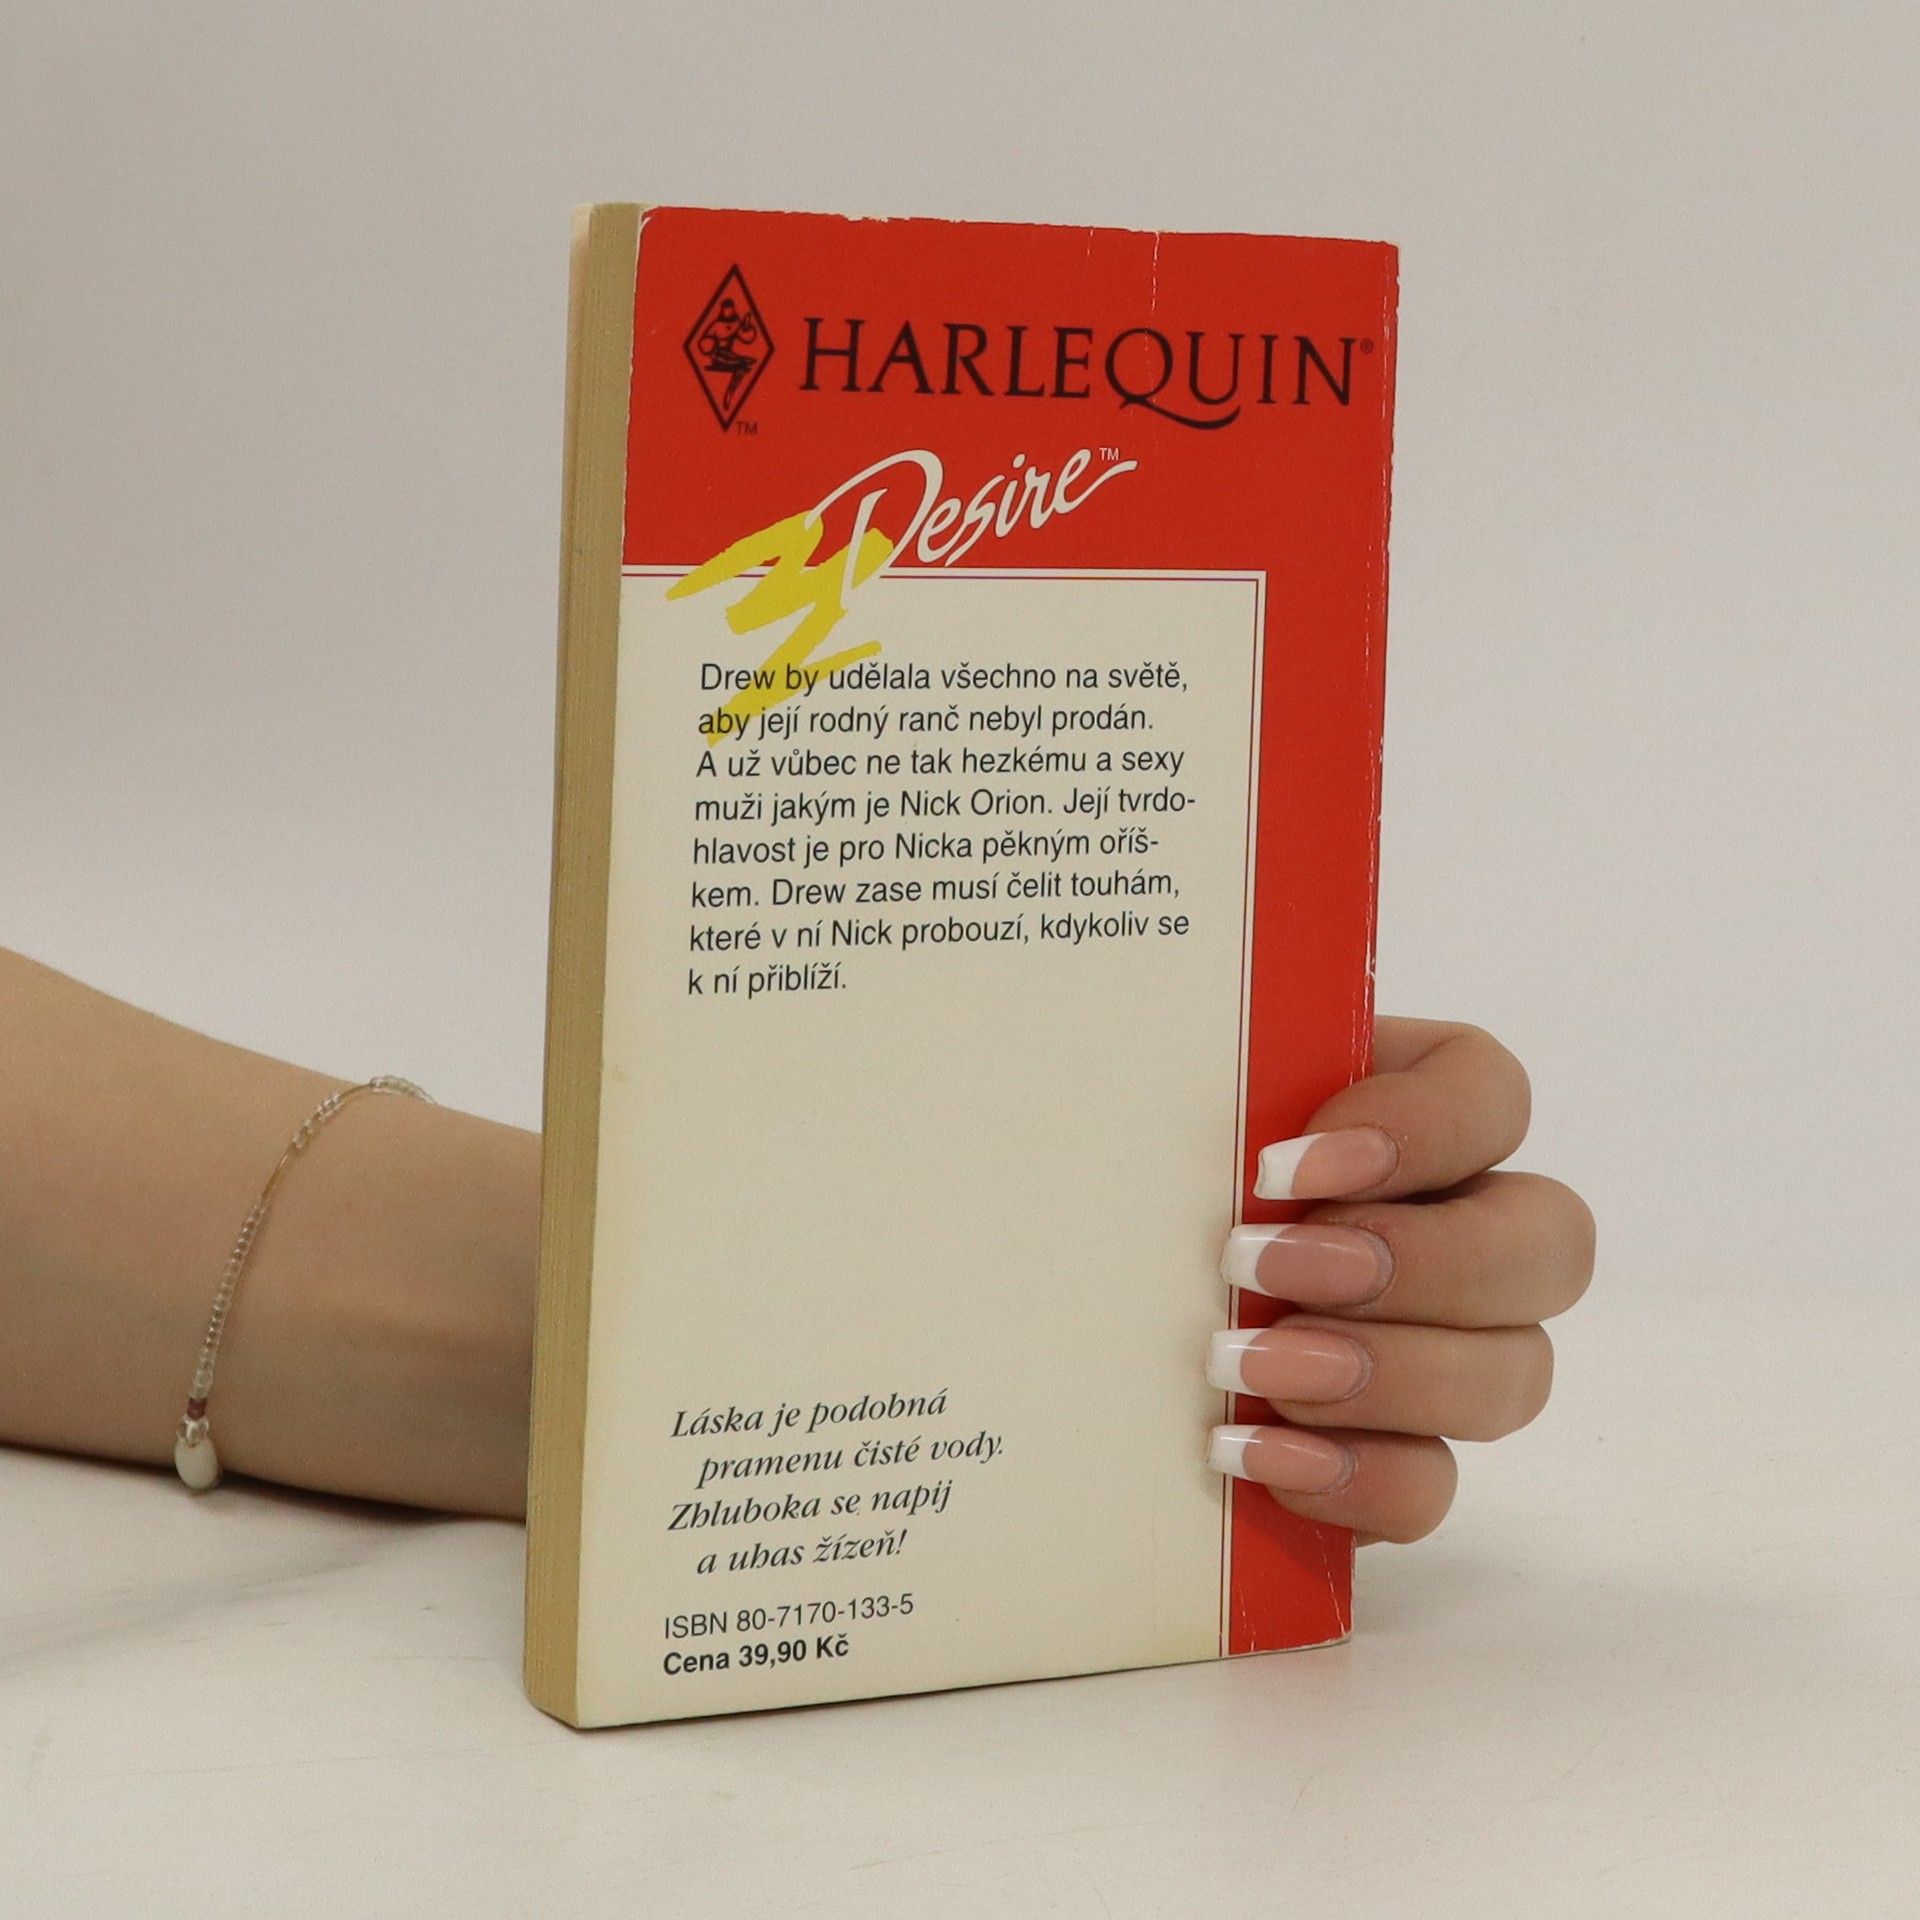 HARLEQUIN®
TM
Desire™
Drew by udělala všechno na světě,
aby její rodný ranč nebyl prodán.
A už vůbec ne tak hezkému a sexy
muži jakým je Nick Orion. Její tvrdo-
hlavost je pro Nicka pěkným oříš-
kem. Drew zase musí čelit touhám,
které v ní Nick probouzí, kdykoliv se
k ní přiblíží.
Láska je podobná
pramenu čisté vody.
Zhluboka se napij
a uhas žízeň!
ISBN 80-7170-133-5
Cena 39,90 Kč